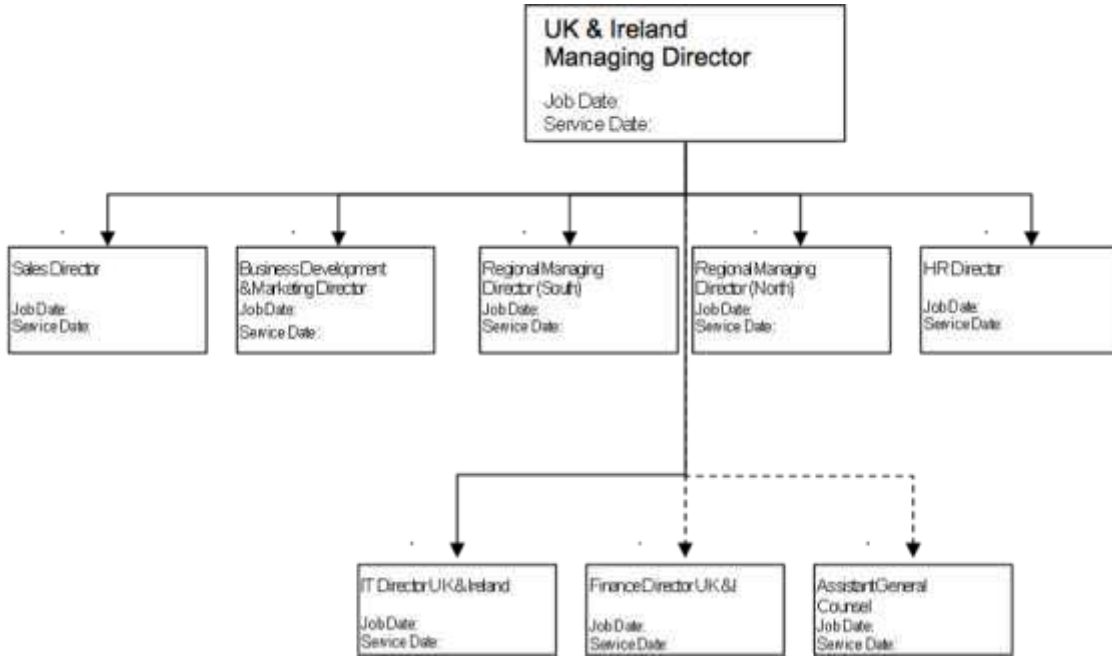 UK & Ireland
Managing Director
Job Date:
Service Date:
Sales Director
Job Date:
Service Date:
Business Development
& Marketing Director
Job Date:
Service Date:
Regional Managing
Director (South)
Job Date:
Service Date:
Regional Managing
Director (North)
Job Date:
Service Date:
HR Director
Job Date:
Service Date:
IT Director UK & Ireland
Job Date:
Service Date:
Finance Director UK & I
Job Date:
Service Date:
Assistant General
Counsel
Job Date:
Service Date: